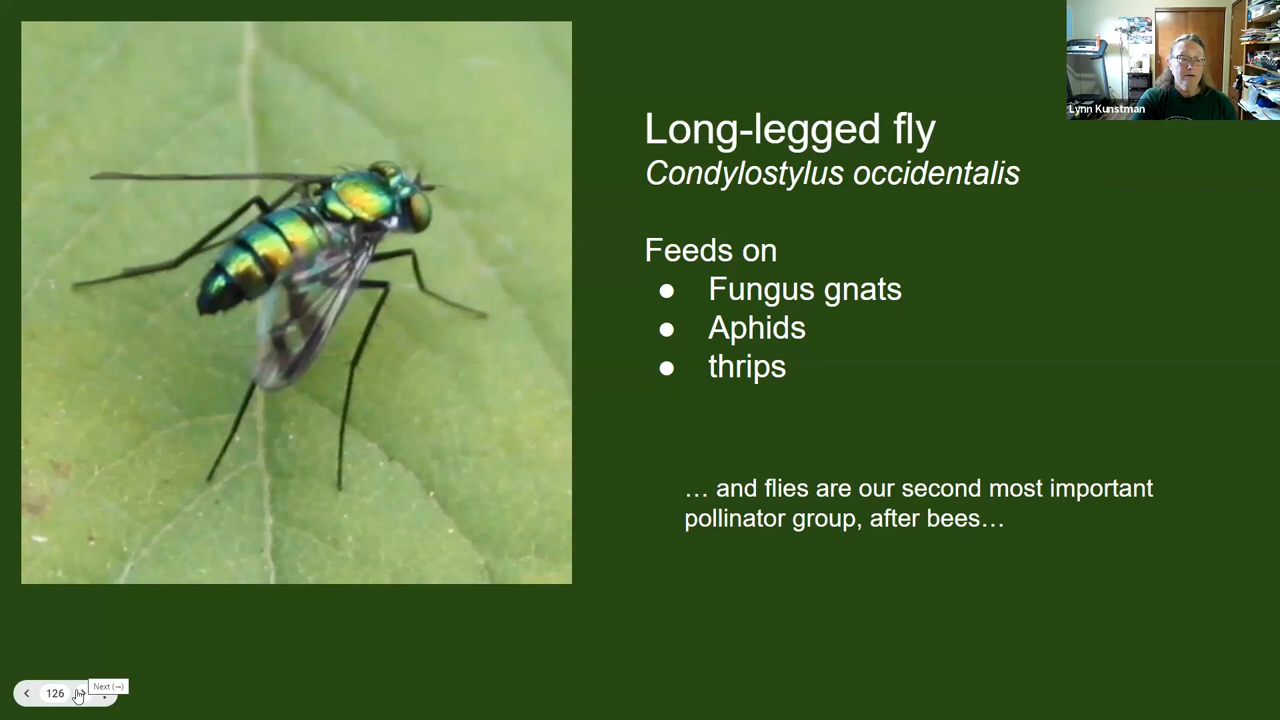 Lynn Kunstman
Long-legged fly
Condylostylus occidentalis
Feeds on
● Fungus gnats
● Aphids
● thrips
… and flies are our second most important
pollinator group, after bees…
126
Next (→)